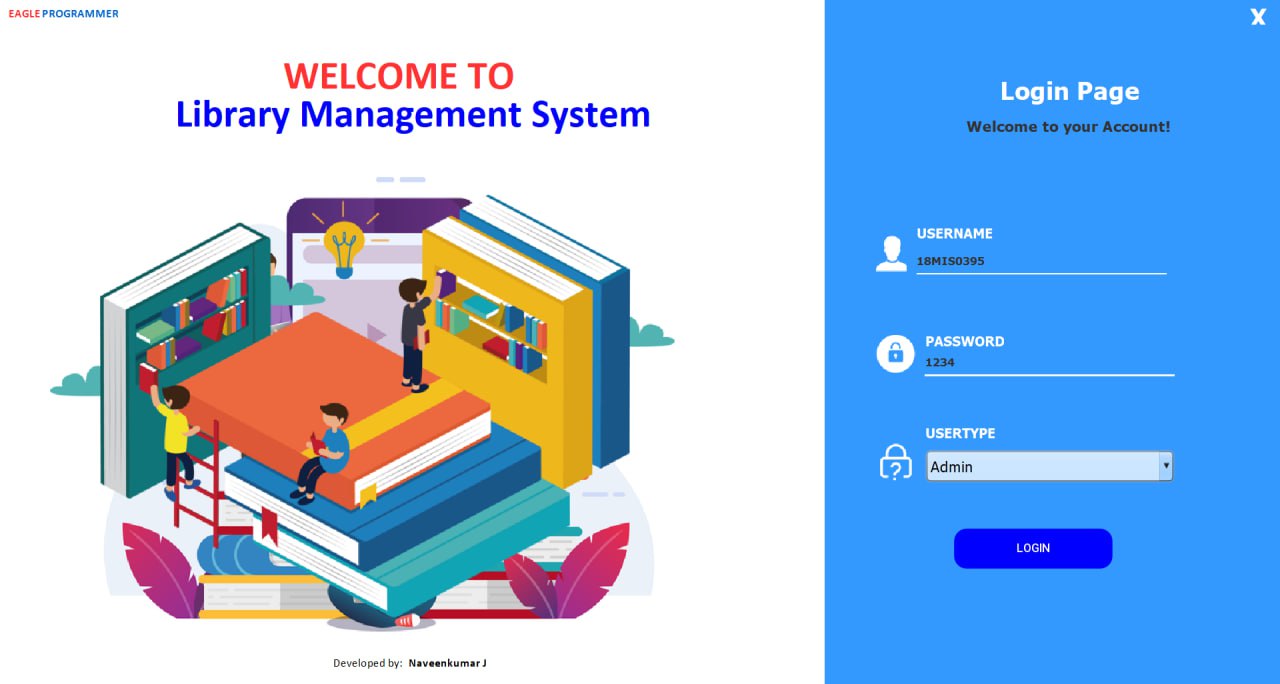 EAGLE PROGRAMMER
X
WELCOME TO
Library Management System
Login Page
Welcome to your Account!
USERNAME
18MIS0395
PASSWORD
1234
USERTYPE
Admin
LOGIN
Developed by: Naveenkumar J